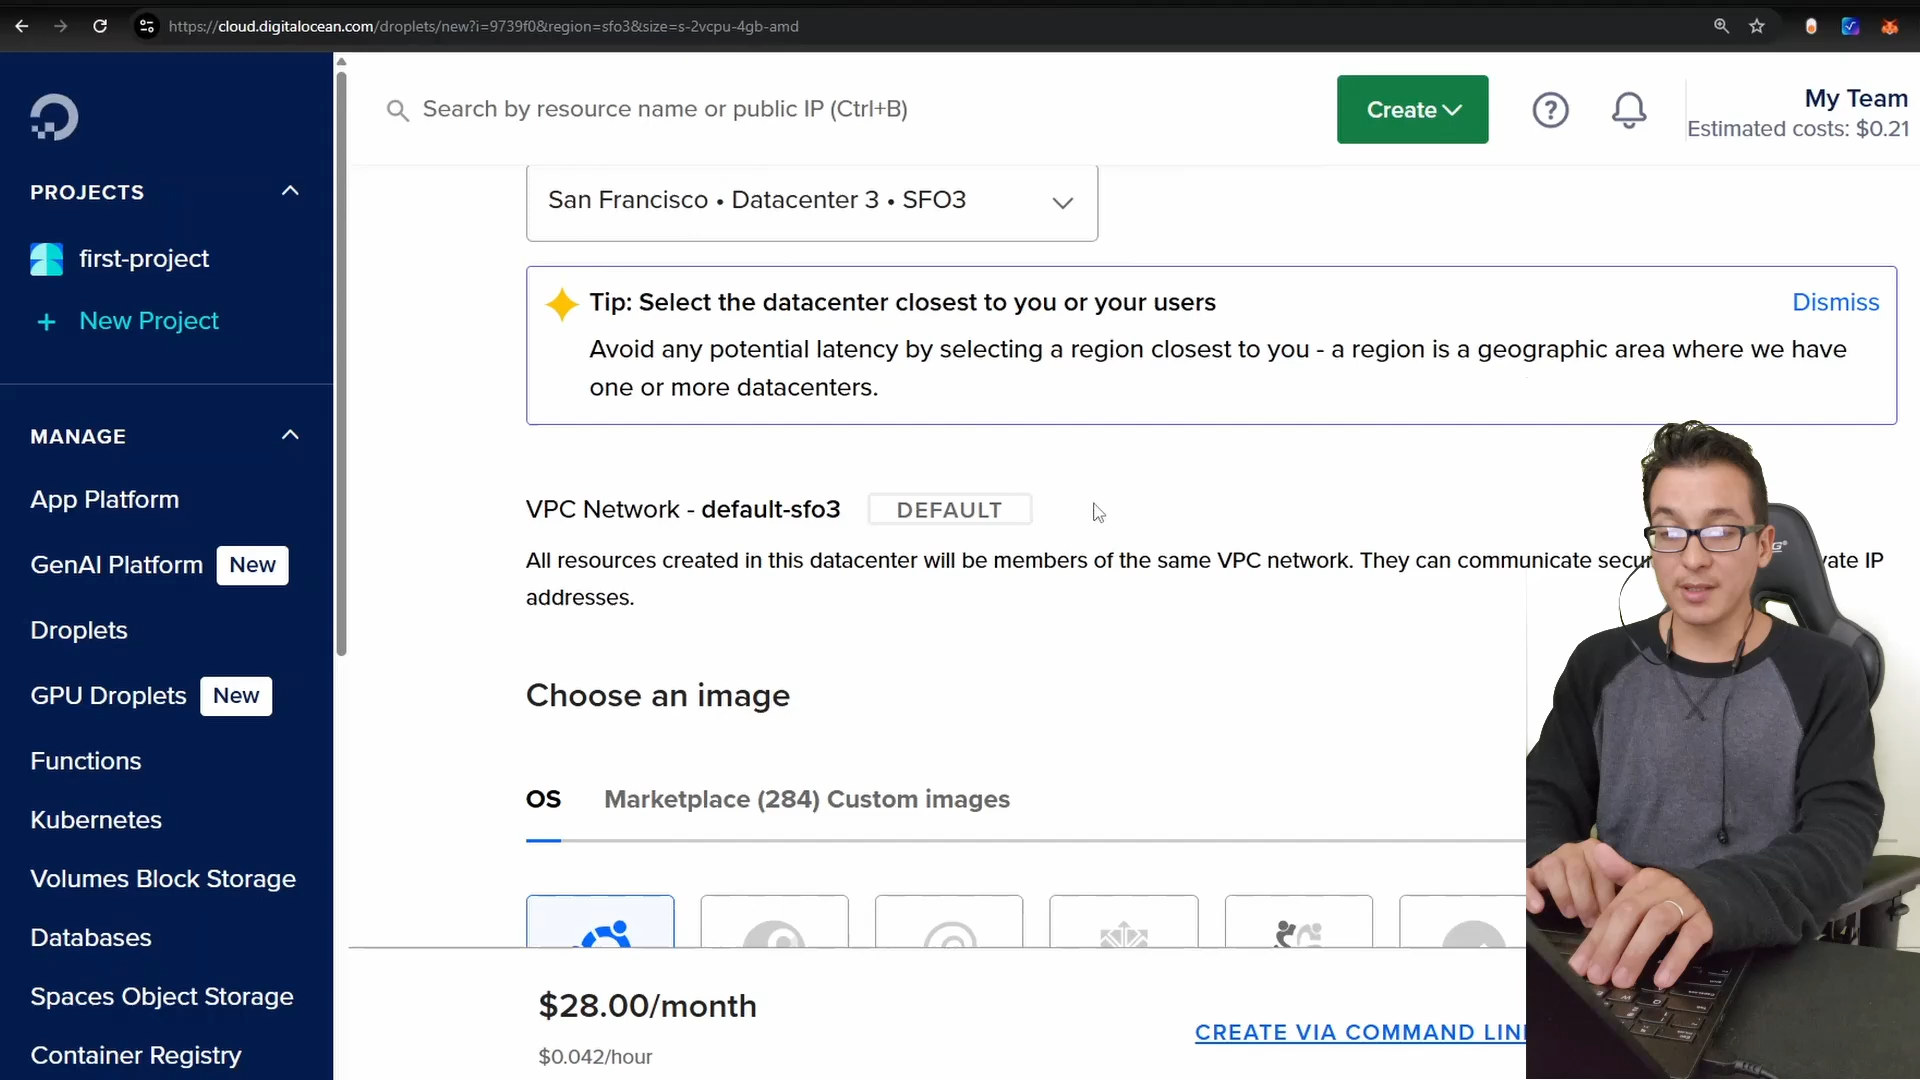 https://cloud.digitalocean.com/droplets/new?i=9739f0&region=sfo3&size=s-2vcpu-4gb-amd
Search by resource name or public IP (Ctrl+B)
Create
My Team
Estimated costs: $0.21
PROJECTS
first-project
+ New Project
MANAGE
App Platform
GenAI Platform New
Droplets
GPU Droplets New
Functions
Kubernetes
Volumes Block Storage
Databases
Spaces Object Storage
Container Registry
San Francisco • Datacenter 3 • SFO3
Tip: Select the datacenter closest to you or your users
Dismiss
Avoid any potential latency by selecting a region closest to you - a region is a geographic area where we have
one or more datacenters.
VPC Network - default-sfo3 DEFAULT
All resources created in this datacenter will be members of the same VPC network. They can communicate secur vate IP
addresses.
Choose an image
OS Marketplace (284) Custom images
$28.00/month
$0.042/hour
CREATE VIA COMMAND LIN